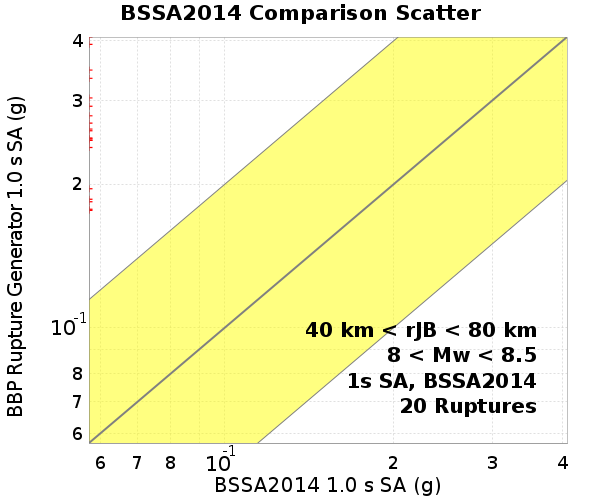 BSSA2014 Comparison Scatter
BBP Rupture Generator 1.0 s SA (g)
4
3
2
10-1
8
7
6
40 km < rJB < 80 km
8 < Mw < 8.5
1s SA, BSSA2014
20 Ruptures
6 7 8 10-1 2 3 4
BSSA2014 1.0 s SA (g)